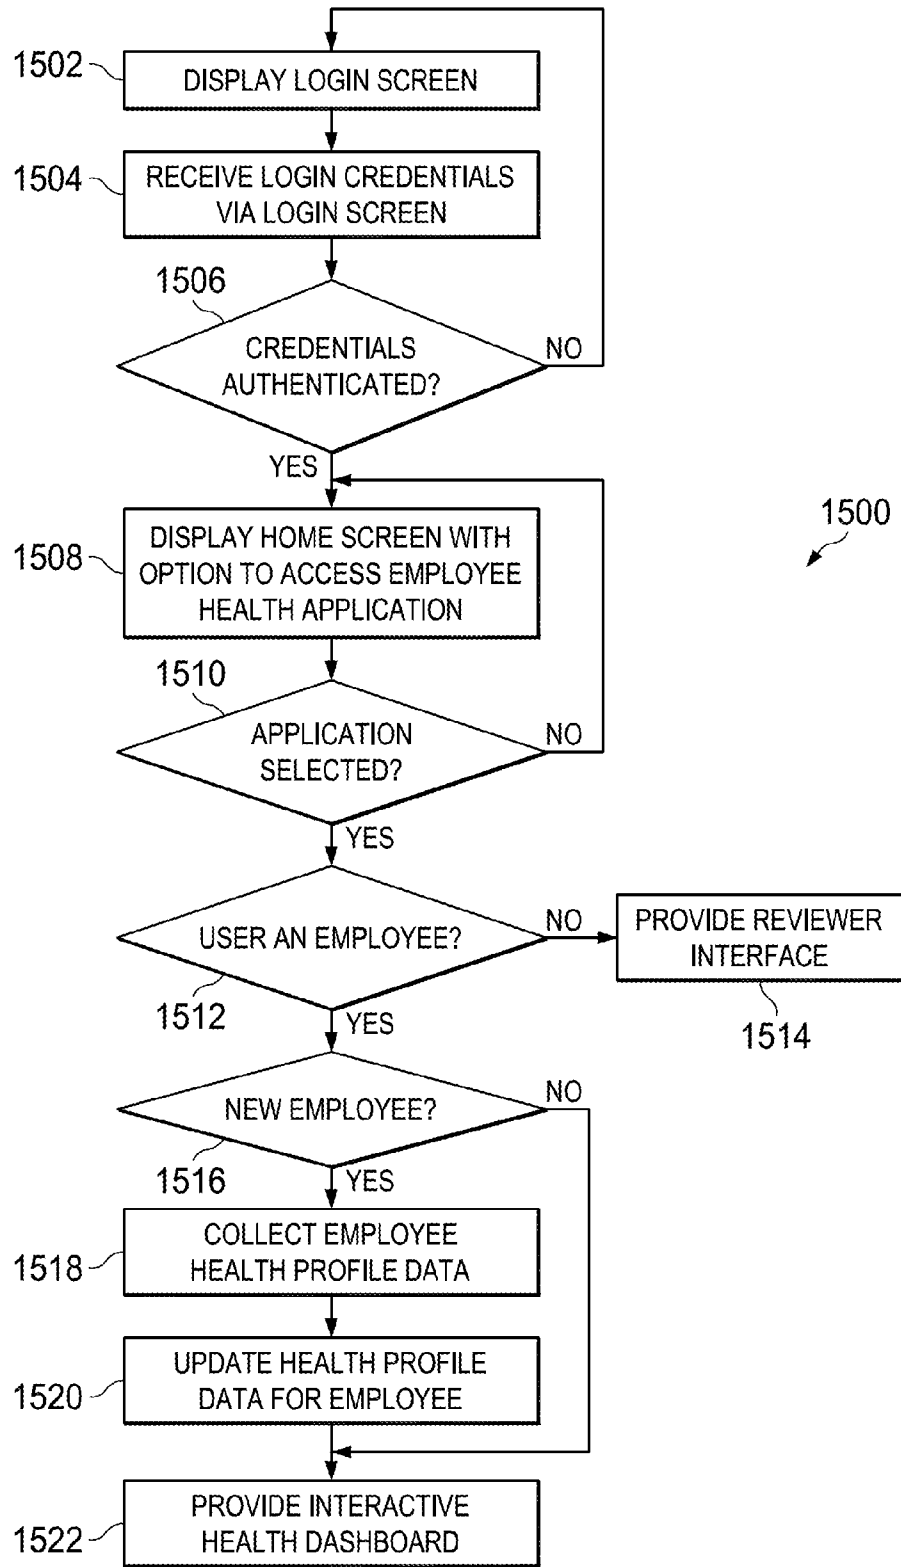 1502
DISPLAY LOGIN SCREEN
1504
RECEIVE LOGIN CREDENTIALS
VIA LOGIN SCREEN
1506
CREDENTIALS
AUTHENTICATED?
NO
YES
1508
DISPLAY HOME SCREEN WITH
OPTION TO ACCESS EMPLOYEE
HEALTH APPLICATION
1500
1510
APPLICATION
SELECTED?
NO
YES
USER AN EMPLOYEE?
NO
PROVIDE REVIEWER
INTERFACE
1512
YES
1514
NEW EMPLOYEE?
NO
1516
YES
1518
COLLECT EMPLOYEE
HEALTH PROFILE DATA
1520
UPDATE HEALTH PROFILE
DATA FOR EMPLOYEE
1522
PROVIDE INTERACTIVE
HEALTH DASHBOARD